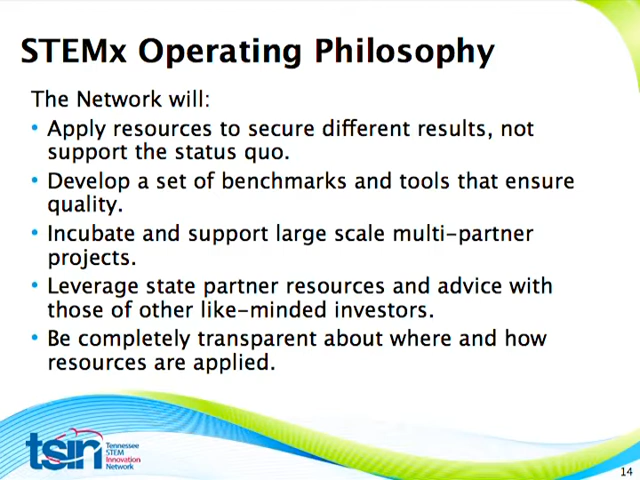 STEMx Operating Philosophy
The Network will:
• Apply resources to secure different results, not
support the status quo.
• Develop a set of benchmarks and tools that ensure
quality.
• Incubate and support large scale multi-partner
projects.
• Leverage state partner resources and advice with
those of other like-minded investors.
• Be completely transparent about where and how
resources are applied.
tsin
Tennessee
STEM
Innovation
Network
14